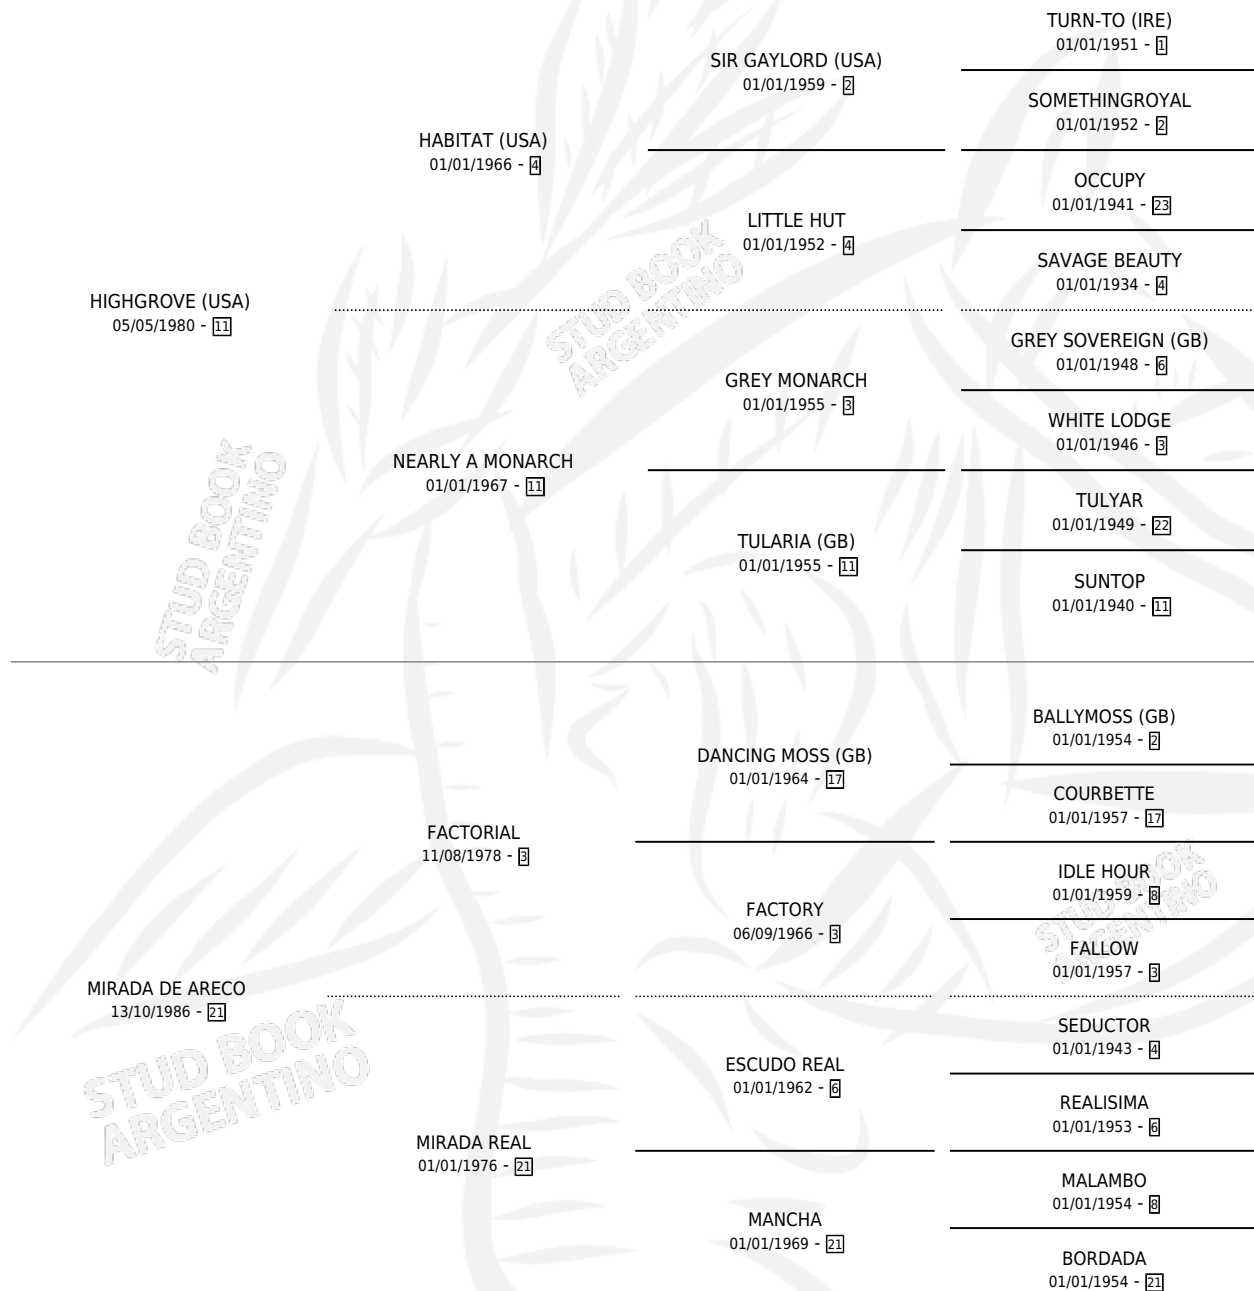 TURN-TO (IRE)
01/01/1951 - 1
SIR GAYLORD (USA)
01/01/1959 - 2
SOMETHINGROYAL
01/01/1952 - 2
HABITAT (USA)
01/01/1966 - 4
OCCUPY
01/01/1941 - 23
LITTLE HUT
01/01/1952 - 4
SAVAGE BEAUTY
01/01/1934 - 4
HIGHGROVE (USA)
05/05/1980 - 11
GREY SOVEREIGN (GB)
01/01/1948 - 6
GREY MONARCH
01/01/1955 - 3
WHITE LODGE
01/01/1946 - 3
NEARLY A MONARCH
01/01/1967 - 11
TULYAR
01/01/1949 - 22
TULARIA (GB)
01/01/1955 - 11
SUNTOP
01/01/1940 - 11
STUD BOOK
ARGENTINO
STUD BOOK
ARGENTINO
BALLYMOSS (GB)
01/01/1954 - 2
DANCING MOSS (GB)
01/01/1964 - 17
COURBETTE
01/01/1957 - 17
FACTORIAL
11/08/1978 - 3
IDLE HOUR
01/01/1959 - 8
FACTORY
06/09/1966 - 3
FALLOW
01/01/1957 - 3
MIRADA DE ARECO
13/10/1986 - 21
SEDUCTOR
01/01/1943 - 4
ESCUDO REAL
01/01/1962 - 6
REALISIMA
01/01/1953 - 6
MIRADA REAL
01/01/1976 - 21
MALAMBO
01/01/1954 - 8
MANCHA
01/01/1969 - 21
BORDADA
01/01/1954 - 21
STUD BOOK
ARGENTINO
STUD BOOK
ARGENTINO